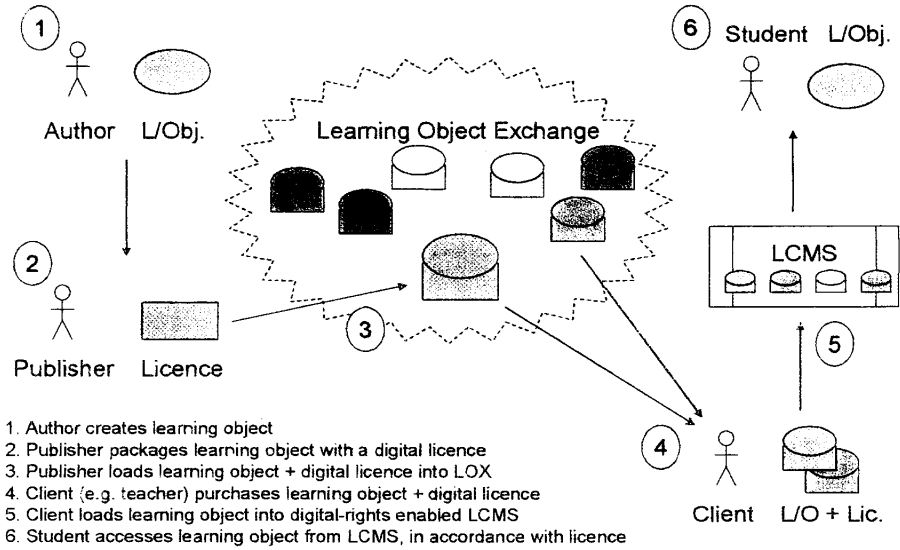 1
Author L/Obj.
2
Publisher Licence
Learning Object Exchange
3
4
Client L/O + Lic.
5
LCMS
6
Student L/Obj.
1. Author creates learning object
2. Publisher packages learning object with a digital licence
3. Publisher loads learning object + digital licence into LOX
4. Client (e.g. teacher) purchases learning object + digital licence
5. Client loads learning object into digital-rights enabled LCMS
6. Student accesses learning object from LCMS, in accordance with licence